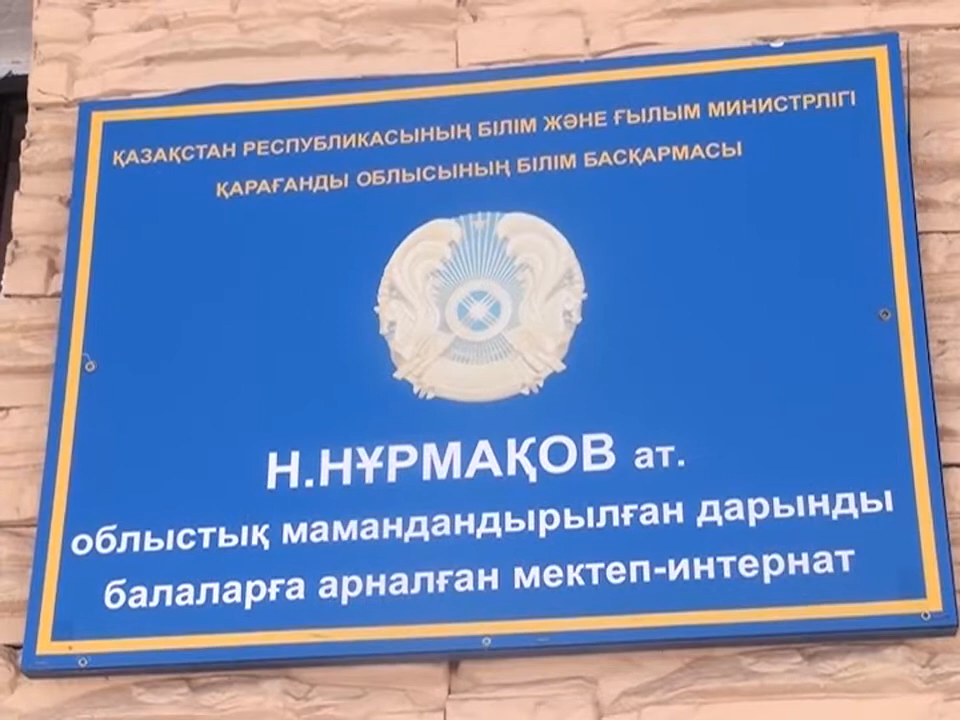 ҚАЗАҚСТАН РЕСПУБЛИКАСЫНЫҢ БІЛІМ ЖӘНЕ ҒЫЛЫМ МИНИСТРЛІГІ
ҚАРАҒАНДЫ ОБЛЫСЫНЫҢ БІЛІМ БАСҚАРМАСЫ
Н.НҰРМАҚОВ ат.
облыстық мамандандырылған дарынды
балаларға арналған мектеп-интернат